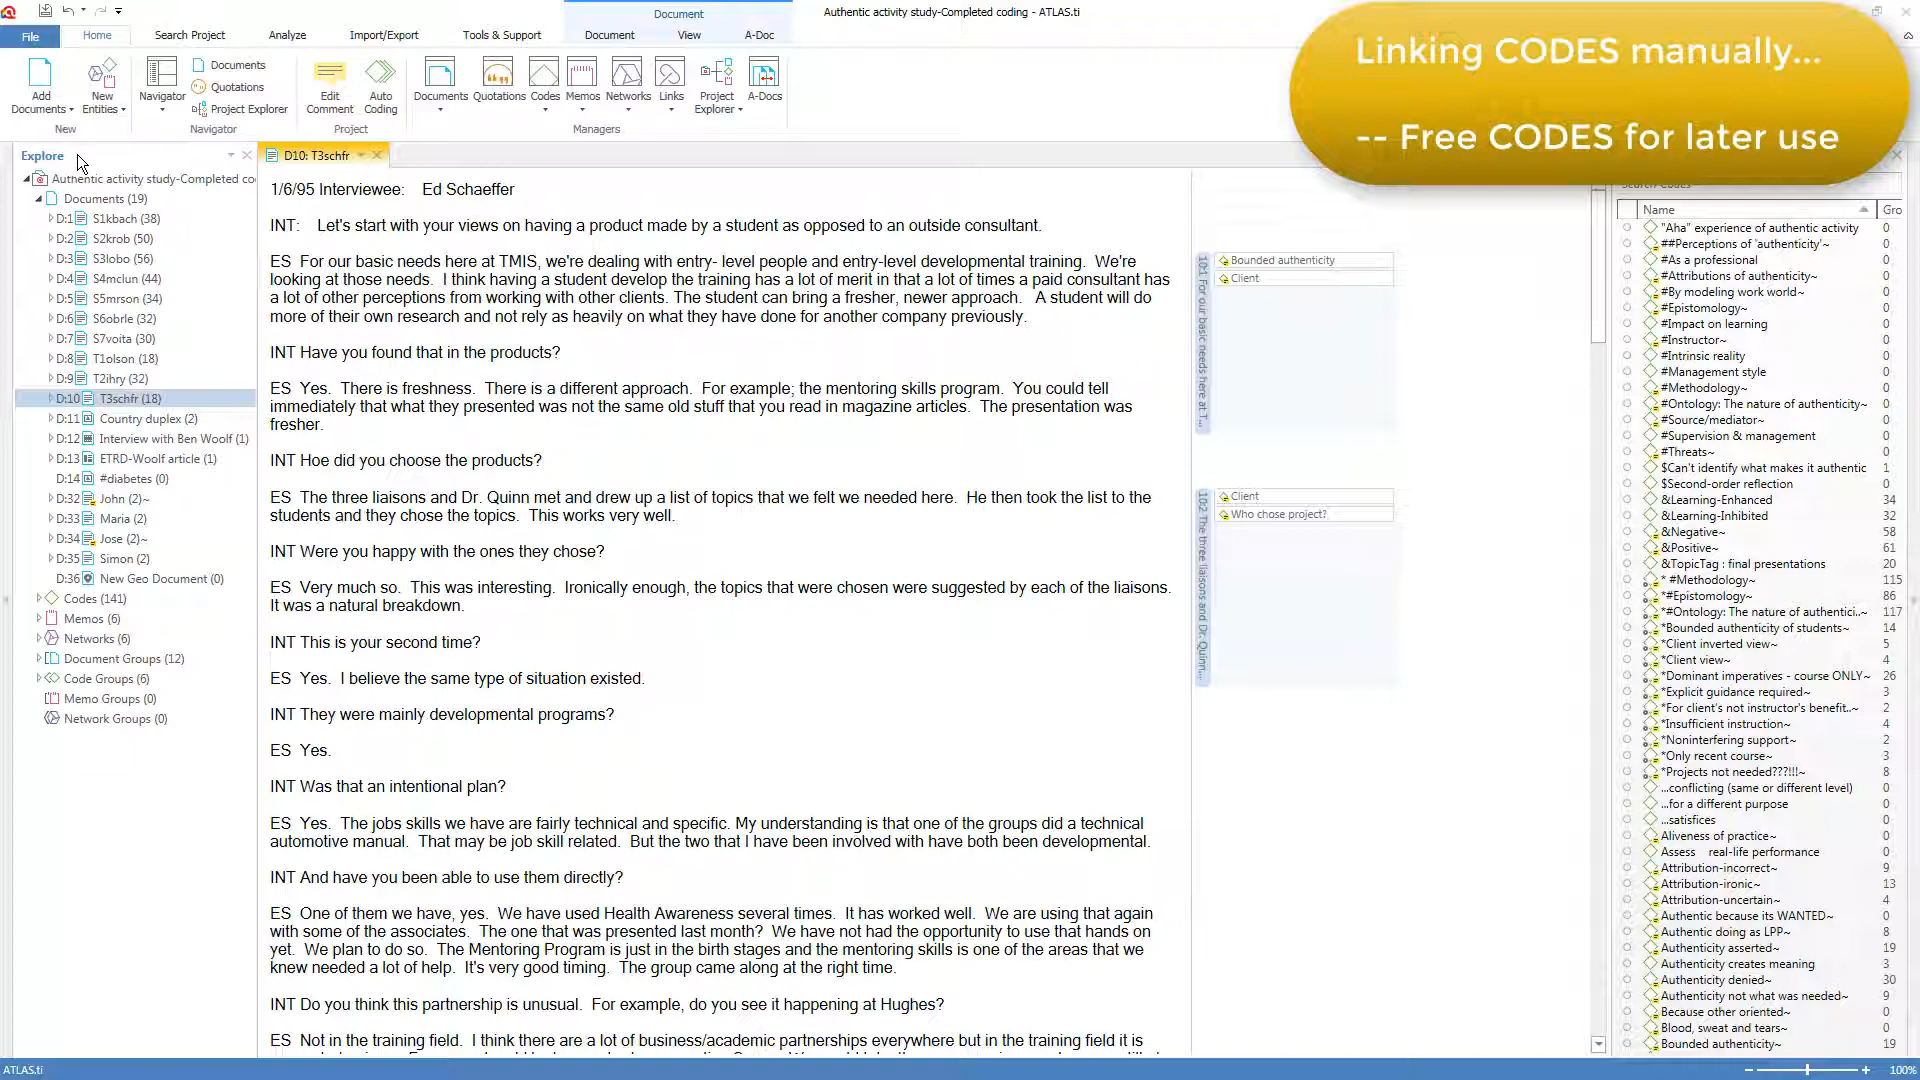 Authentic activity study-Completed coding - ATLAS.ti
Document
File
Home
Search Project
Analyze
Import/Export
Tools & Support
Document
View
A-Doc
Linking CODES manually...
-- Free CODES for later use
Add Documents
New Entities
New
Navigator
Documents
Quotations
Project Explorer
Navigator
Edit Comment
Auto Coding
Project
Documents
Quotations
Codes
Memos
Networks
Links
Project Explorer
A-Docs
Managers
Explore
Authentic activity study-Completed co
Documents (19)
D:1 S1kbach (38)
D:2 S2krob (50)
D:3 S3lobo (56)
D:4 S4mclun (44)
D:5 S5mrson (34)
D:6 S6obrle (32)
D:7 S7voita (30)
D:8 T1olson (18)
D:9 T2ihry (32)
D:10 T3schfr (18)
D:11 Country duplex (2)
D:12 Interview with Ben Woolf (1)
D:13 ETRD-Woolf article (1)
D:14 #diabetes (0)
D:32 John (2)~
D:33 Maria (2)
D:34 Jose (2)~
D:35 Simon (2)
D:36 New Geo Document (0)
Codes (141)
Memos (6)
Networks (6)
Document Groups (12)
Code Groups (6)
Memo Groups (0)
Network Groups (0)
D10: T3schfr
1/6/95 Interviewee: Ed Schaeffer
INT: Let's start with your views on having a product made by a student as opposed to an outside consultant.
ES For our basic needs here at TMIS, we're dealing with entry- level people and entry-level developmental training. We're
looking at those needs. I think having a student develop the training has a lot of merit in that a lot of times a paid consultant has
a lot of other perceptions from working with other clients. The student can bring a fresher, newer approach. A student will do
more of their own research and not rely as heavily on what they have done for another company previously.
INT Have you found that in the products?
ES Yes. There is freshness. There is a different approach. For example; the mentoring skills program. You could tell
immediately that what they presented was not the same old stuff that you read in magazine articles. The presentation was
fresher.
INT Hoe did you choose the products?
ES The three liaisons and Dr. Quinn met and drew up a list of topics that we felt we needed here. He then took the list to the
students and they chose the topics. This works very well.
INT Were you happy with the ones they chose?
ES Very much so. This was interesting. Ironically enough, the topics that were chosen were suggested by each of the liaisons.
It was a natural breakdown.
INT This is your second time?
ES Yes. I believe the same type of situation existed.
INT They were mainly developmental programs?
ES Yes.
INT Was that an intentional plan?
ES Yes. The jobs skills we have are fairly technical and specific. My understanding is that one of the groups did a technical
automotive manual. That may be job skill related. But the two that I have been involved with have both been developmental.
INT And have you been able to use them directly?
ES One of them we have, yes. We have used Health Awareness several times. It has worked well. We are using that again
with some of the associates. The one that was presented last month? We have not had the opportunity to use that hands on
yet. We plan to do so. The Mentoring Program is just in the birth stages and the mentoring skills is one of the areas that we
knew needed a lot of help. It's very good timing. The group came along at the right time.
INT Do you think this partnership is unusual. For example, do you see it happening at Hughes?
ES Not in the training field. I think there are a lot of business/academic partnerships everywhere but in the training field it is
10:1 For our basic needs here at T...
Bounded authenticity
Client
10:2 The three liaisons and Dr. Quinn...
Client
Who chose project?
Search Codes
Name Gro
"Aha" experience of authentic activity 0
##Perceptions of 'authenticity'~ 0
#As a professional 0
#Attributions of authenticity~ 0
#By modeling work world~ 0
#Epistomology~ 0
#Impact on learning 0
#Instructor~ 0
#Intrinsic reality 0
#Management style 0
#Methodology~ 0
#Ontology: The nature of authenticity~ 0
#Source/mediator~ 0
#Supervision & management 0
#Threats~ 0
$Can't identify what makes it authentic 1
$Second-order reflection 0
&Learning-Enhanced 34
&Learning-Inhibited 32
&Negative~ 58
&Positive~ 61
&TopicTag : final presentations 20
* #Methodology~ 115
*#Epistomology~ 86
*#Ontology: The nature of authentici..~ 117
*Bounded authenticity of students~ 14
*Client inverted view~ 5
*Client view~ 4
*Dominant imperatives - course ONLY~ 26
*Explicit guidance required~ 3
*For client's not instructor's benefit..~ 2
*Insufficient instruction~ 4
*Noninterfering support~ 2
*Only recent course~ 3
*Projects not needed???!!!~ 8
...conflicting (same or different level) 0
...for a different purpose 0
...satisfices 0
Aliveness of practice~ 0
Assess real-life performance 0
Attribution-incorrect~ 9
Attribution-ironic~ 13
Attribution-uncertain~ 4
Authentic because its WANTED~ 0
Authentic doing as LPP~ 8
Authenticity asserted~ 19
Authenticity creates meaning 3
Authenticity denied~ 30
Authenticity not what was needed~ 9
Because other oriented~ 0
Blood, sweat and tears~ 0
Bounded authenticity~ 19
ATLAS.ti
100%